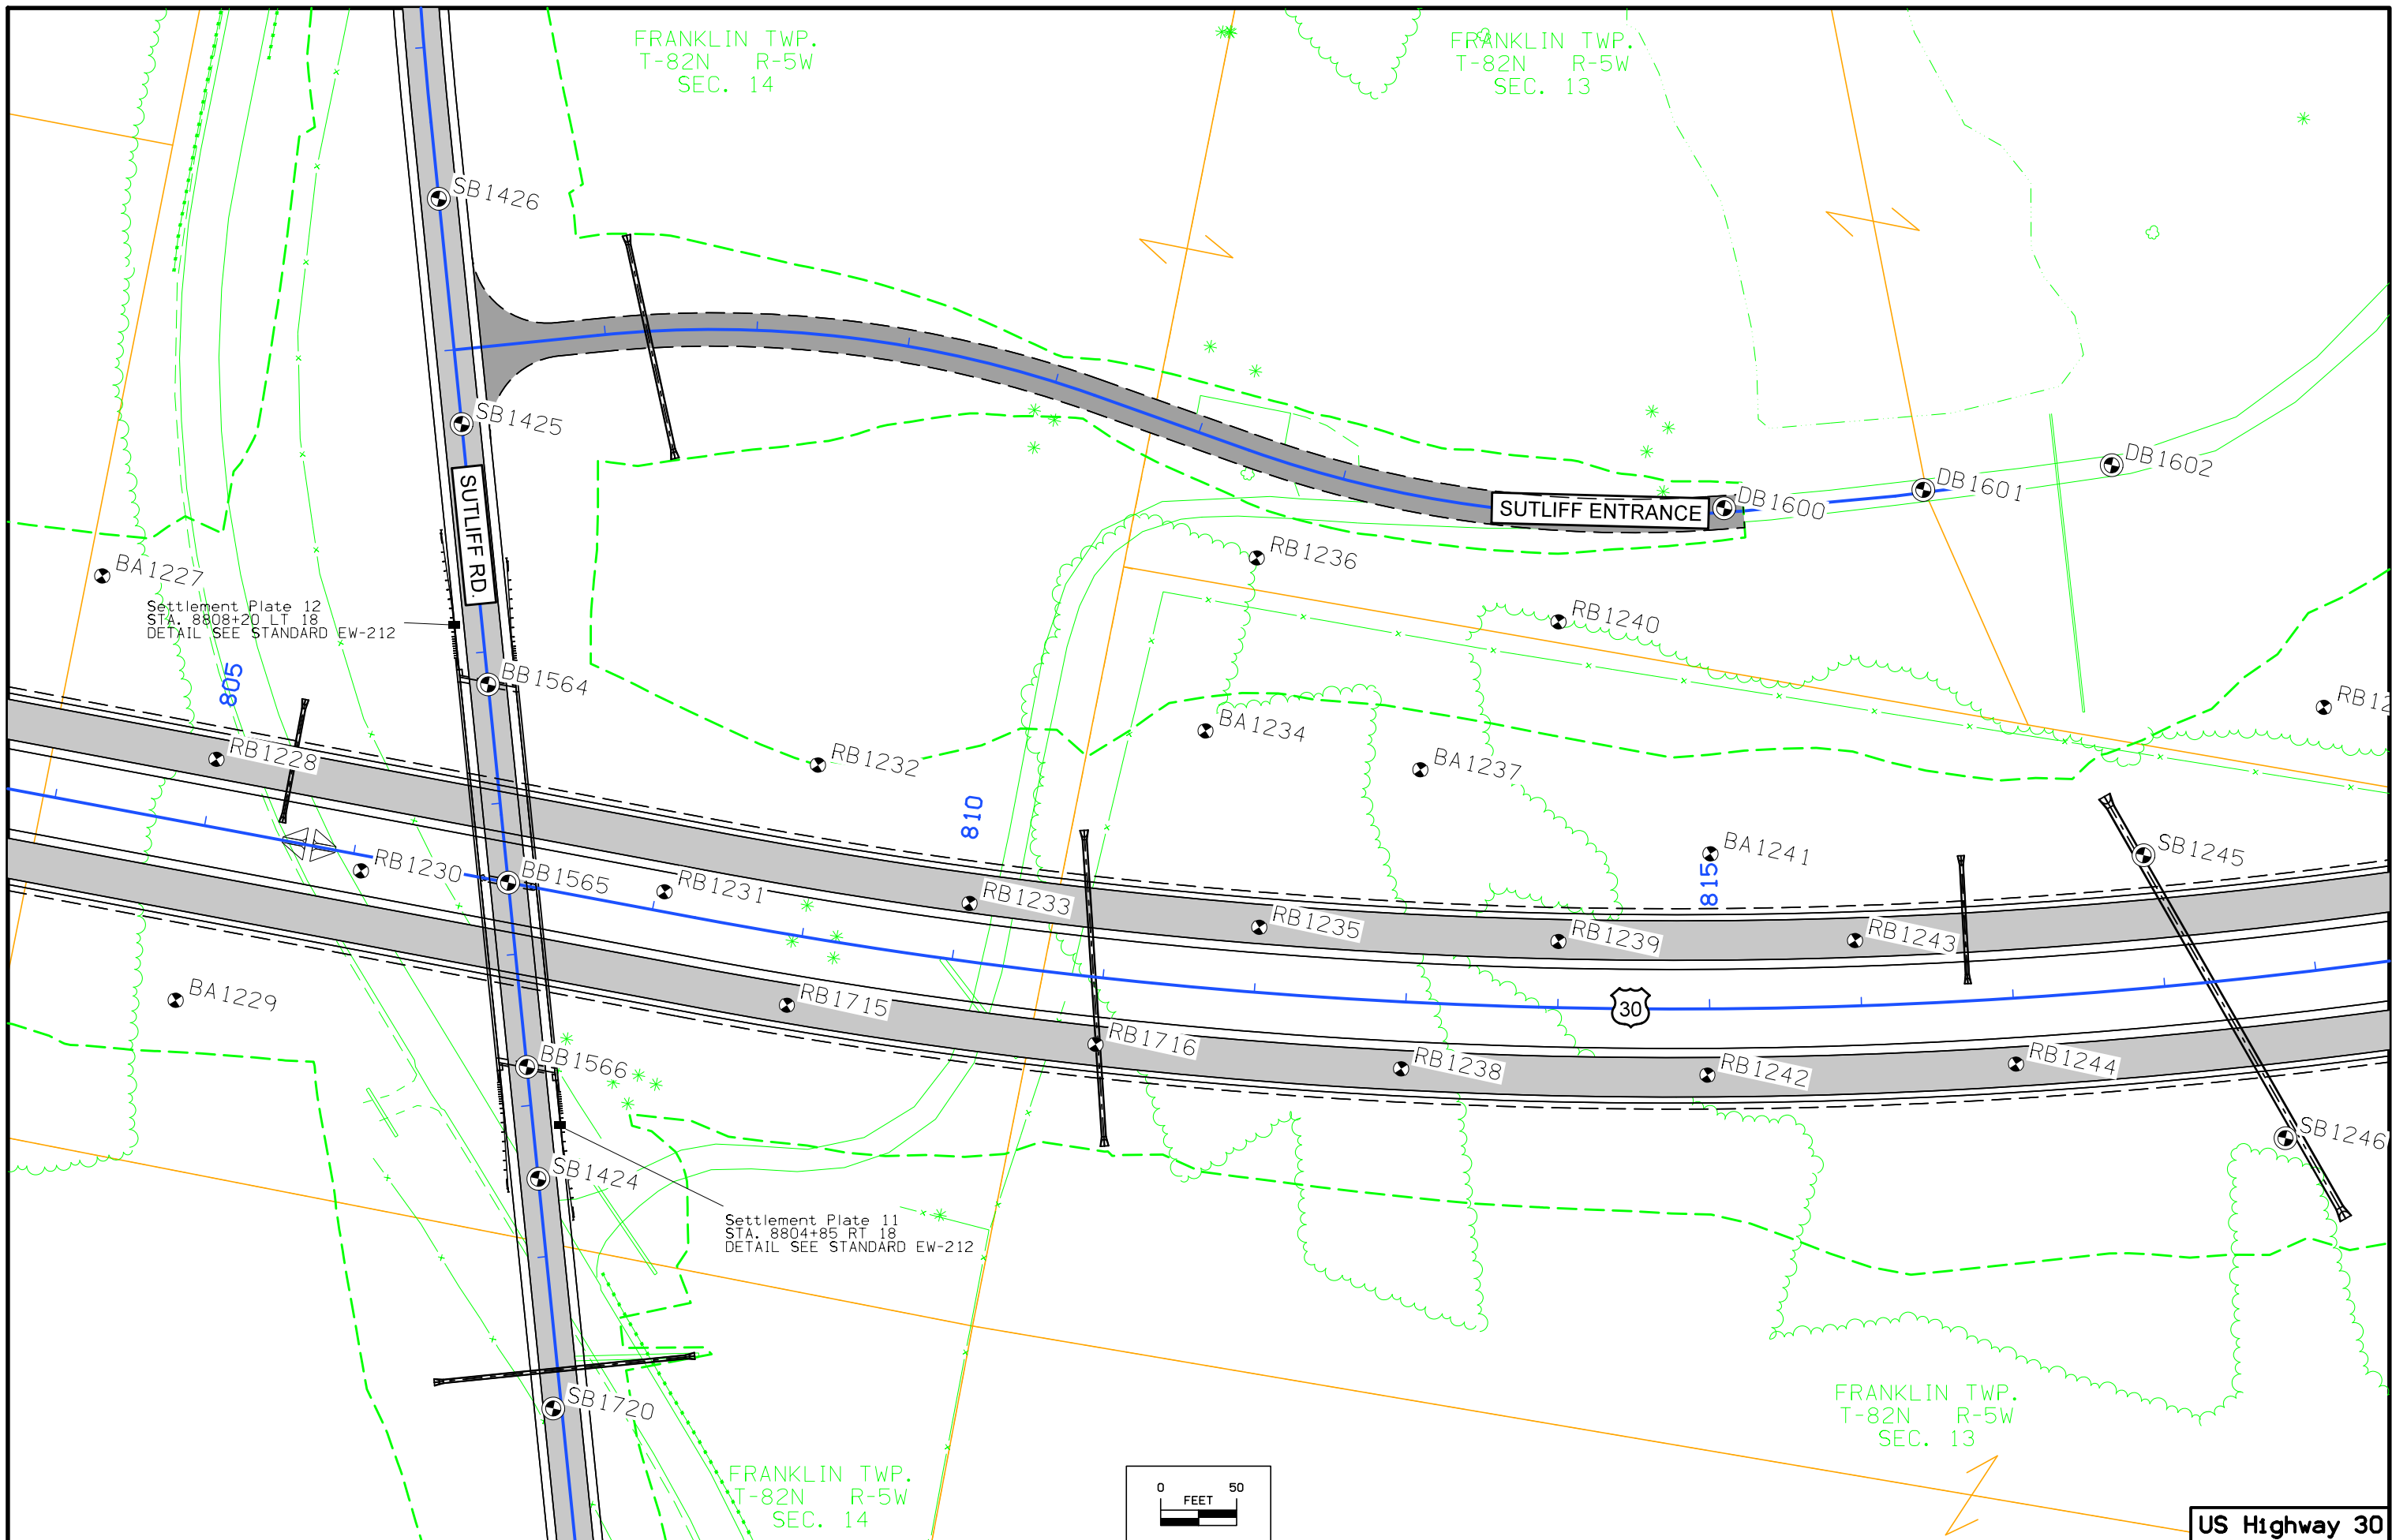 FRANKLIN TWP.
T-82N R-5W
SEC. 14
FRANKLIN TWP.
T-82N R-5W
SEC. 13
SB1426
SB1425
SUTLIFF RD.
DB1602
DB1601
DB1600
SUTLIFF ENTRANCE
RB1236
BA1227
Settlement Plate 12
STA. 8808+20 LT 18
DETAIL SEE STANDARD EW-212
RB1240
805
BB1564
RB12
BA1234
RB1228
RB1232
BA1237
810
BA1241
SB1245
RB1230
BB1565
RB1231
815
RB1233
RB1235
RB1239
RB1243
BA1229
RB1715
30
RB1716
BB1566
RB1238
RB1242
RB1244
SB1246
SB1424
Settlement Plate 11
STA. 8804+85 RT 18
DETAIL SEE STANDARD EW-212
SB1720
FRANKLIN TWP.
T-82N R-5W
SEC. 13
FRANKLIN TWP.
T-82N R-5W
SEC. 14
0 50
FEET
US Highway 30